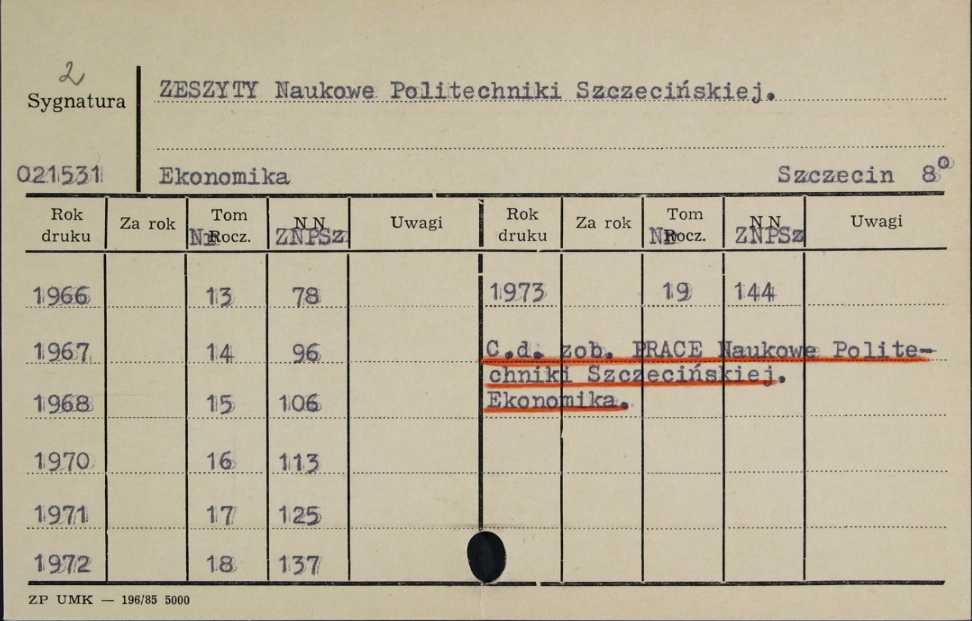 2
Sygnatura
ZESZYTY Naukowe Politechniki Szczecińskiej.
021531 Ekonomika Szczecin 8°
Rok druku Za rok Tom Rocz. Nr N.N. ZNPSz Uwagi Rok druku Za rok Tom Rocz. Nr N.N. ZNPSz Uwagi
1966 13 78 1973 19 144
1967 14 96 C.d. zob. PRACE Naukowe Polite-
chniki Szczecińskiej.
1968 15 106 Ekonomika.
1970 16 113
1971 17 125
1972 18 137
ZP UMK — 196/85 5000